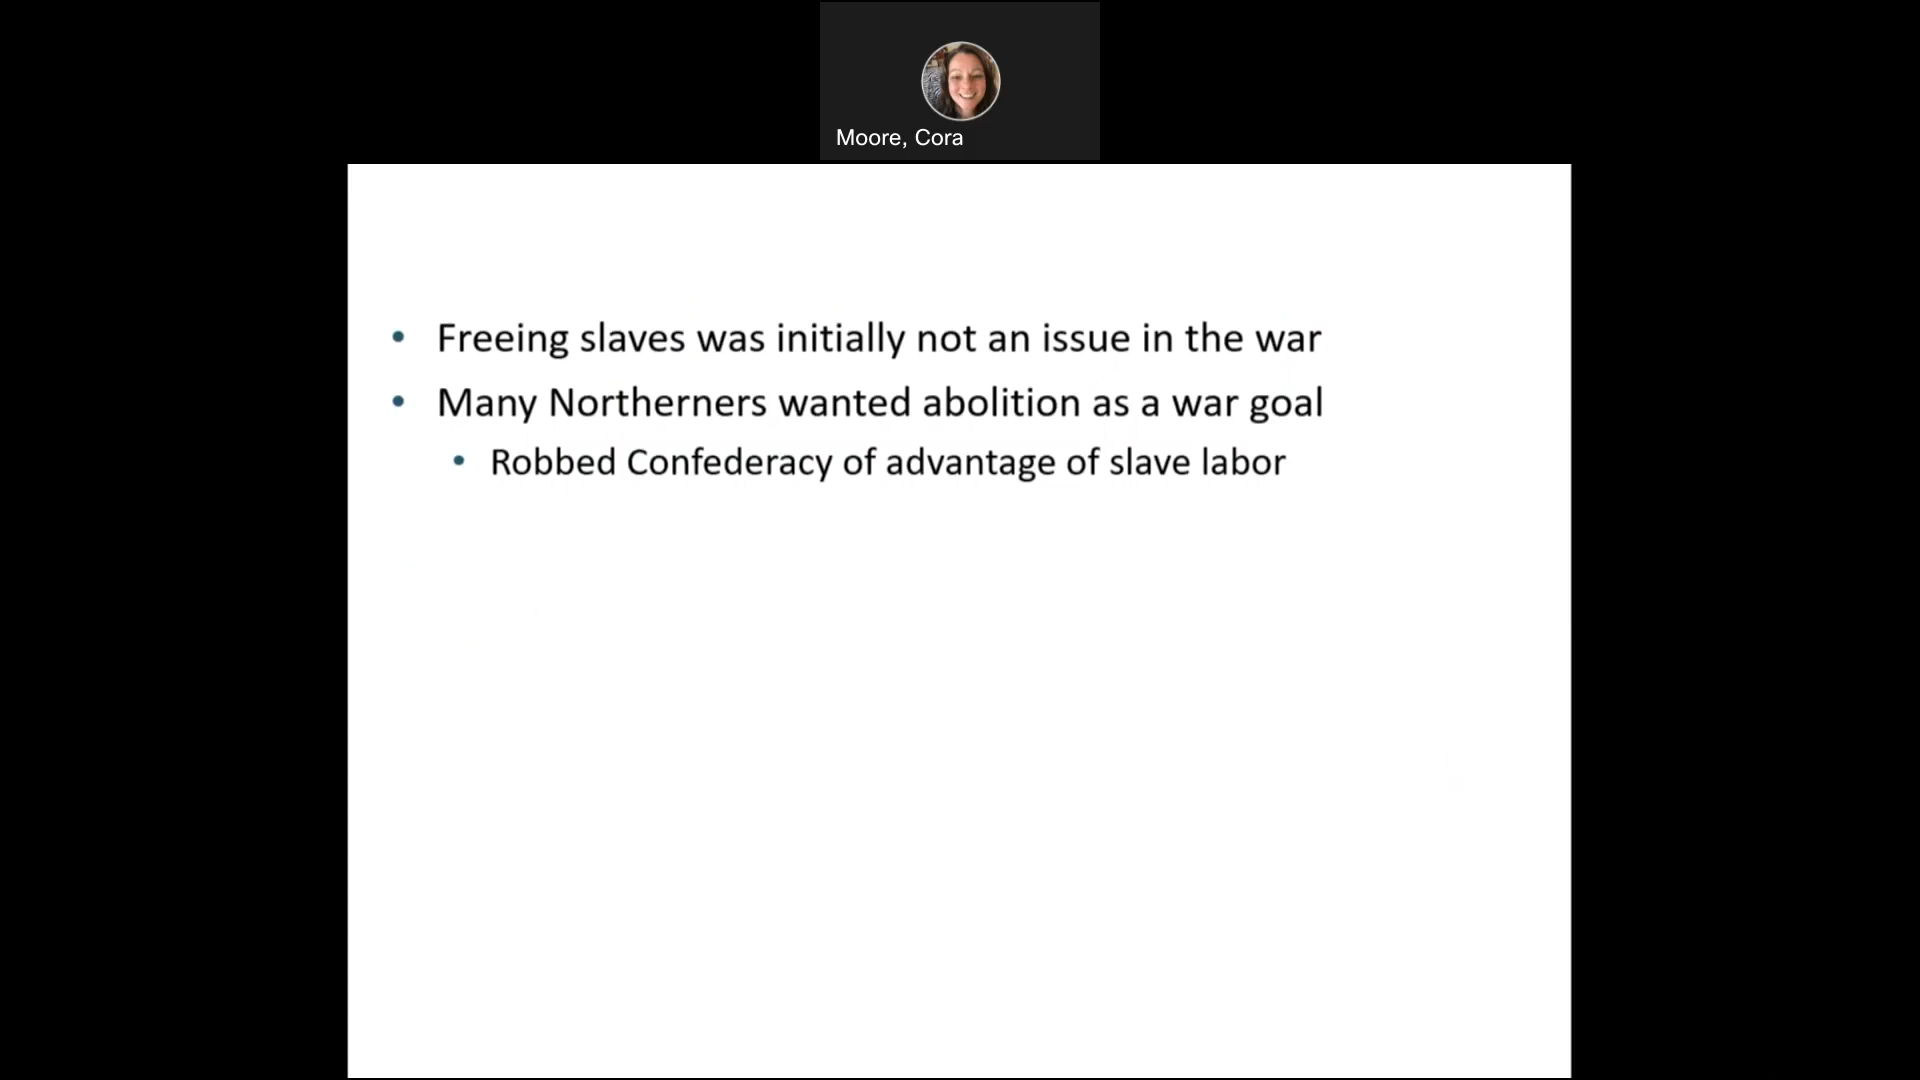 Moore, Cora
• Freeing slaves was initially not an issue in the war
• Many Northerners wanted abolition as a war goal
• Robbed Confederacy of advantage of slave labor